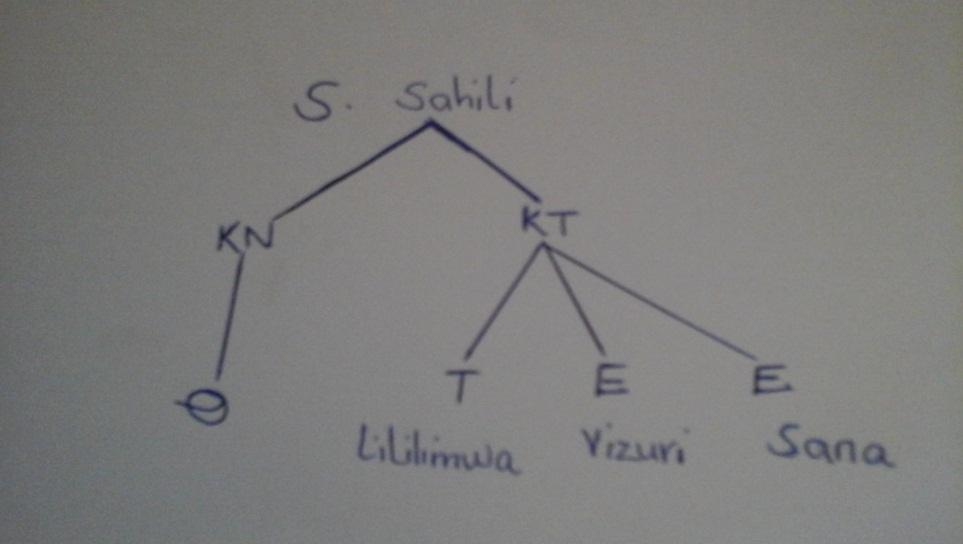 S. Sahili
KN KT
Ø T E E
Lililimwa Vizuri Sana